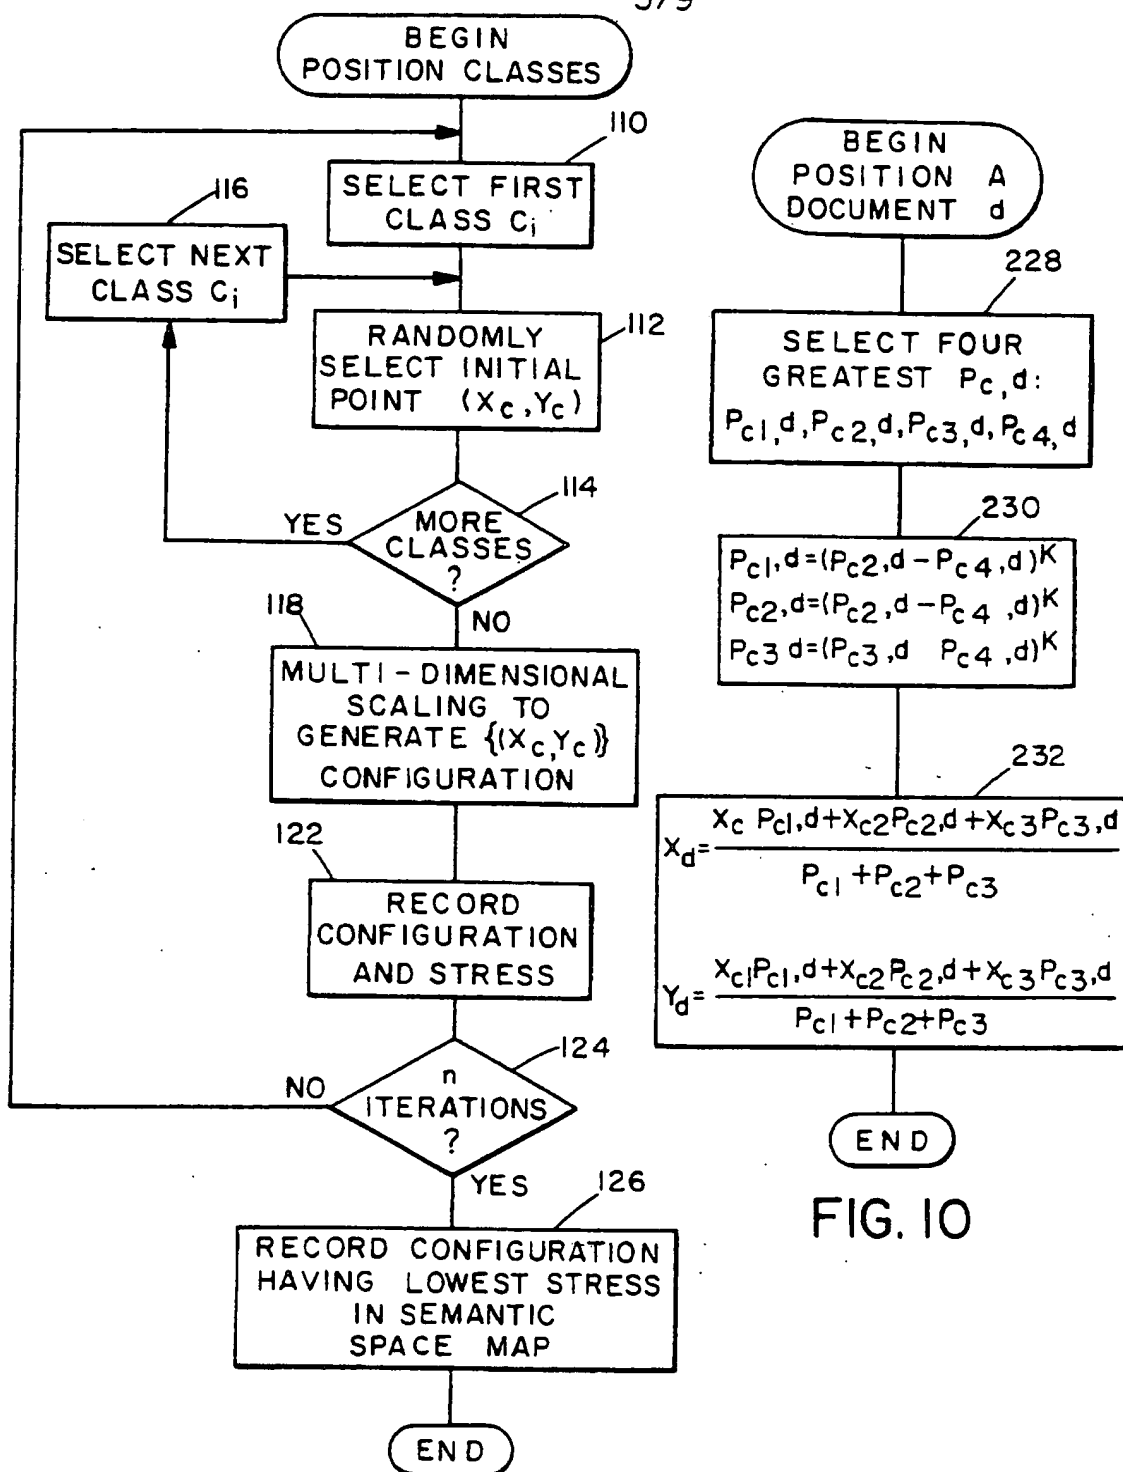 BEGIN
POSITION CLASSES
110
SELECT FIRST
CLASS Ci
116
SELECT NEXT
CLASS Ci
112
RANDOMLY
SELECT INITIAL
POINT (Xc,Yc)
114
YES
MORE
CLASSES
?
NO
118
MULTI-DIMENSIONAL
SCALING TO
GENERATE {(Xc,Yc)}
CONFIGURATION
122
RECORD
CONFIGURATION
AND STRESS
124
NO
n
ITERATIONS
?
YES
126
RECORD CONFIGURATION
HAVING LOWEST STRESS
IN SEMANTIC
SPACE MAP
END
BEGIN
POSITION A
DOCUMENT d
228
SELECT FOUR
GREATEST Pc,d:
Pc1,d,Pc2,d,Pc3,d,Pc4,d
230
Pc1,d=(Pc2,d-Pc4,d)K
Pc2,d=(Pc2,d-Pc4,d)K
Pc3 d=(Pc3,d Pc4,d)K
232
Xd= Xc Pc1,d+Xc2Pc2,d+Xc3Pc3,d
Pc1+Pc2+Pc3
Yd= Xc1Pc1,d+Xc2Pc2,d+Xc3Pc3,d
Pc1+Pc2+Pc3
END
FIG. 10